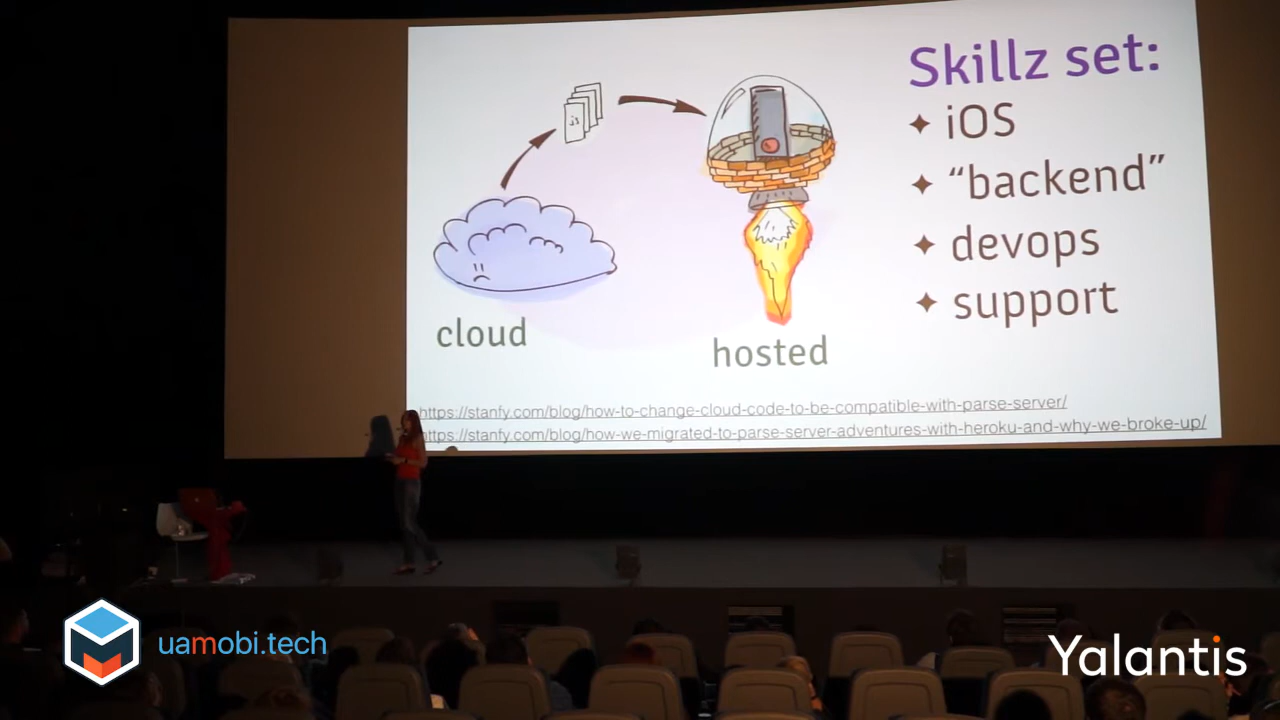 Skillz set:
iOS
“backend”
devops
support
js
cloud
hosted
https://stanfy.com/blog/how-to-change-cloud-code-to-be-compatible-with-parse-server/
https://stanfy.com/blog/how-we-migrated-to-parse-server-adventures-with-heroku-and-why-we-broke-up/
uamobi.tech
Yalantis